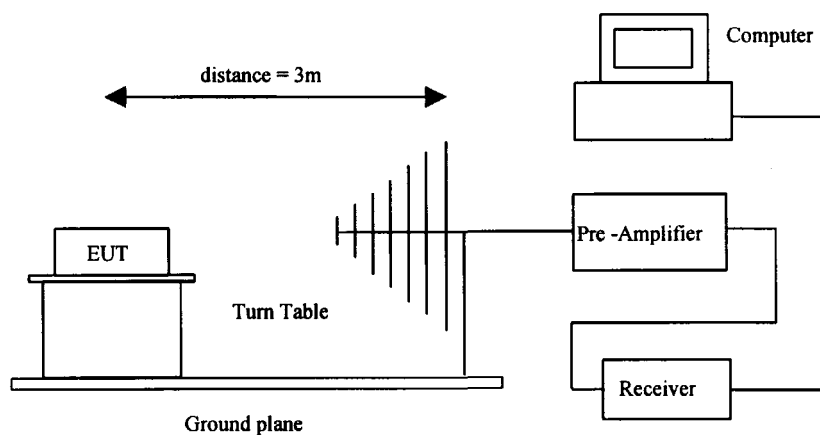 Computer
distance = 3m
Pre -Amplifier
EUT
Turn Table
Receiver
Ground plane